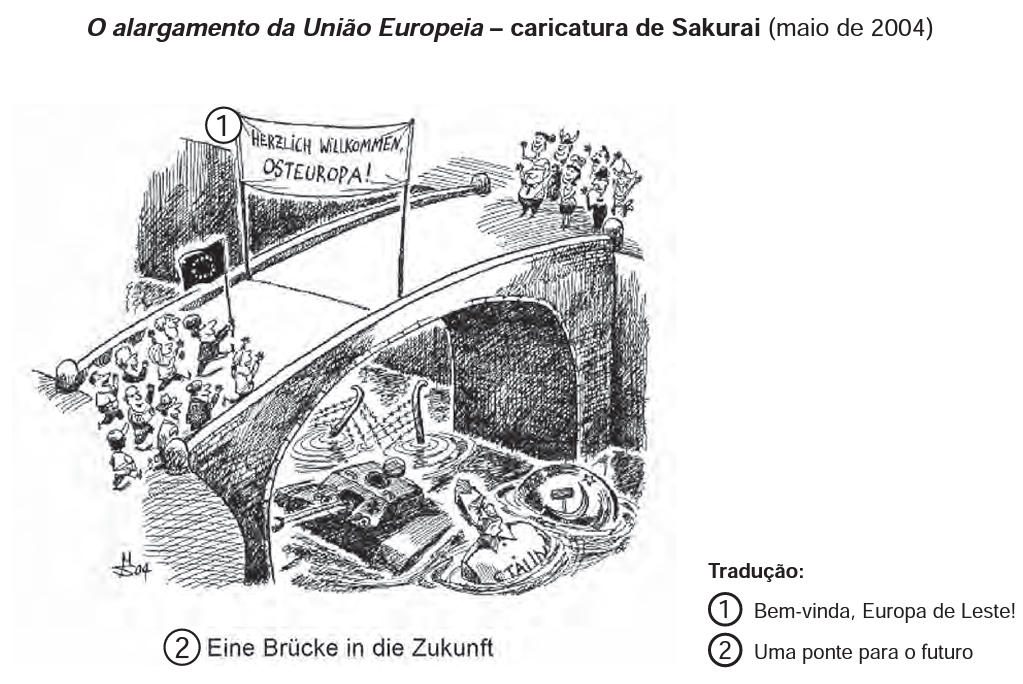 O alargamento da União Europeia – caricatura de Sakurai (maio de 2004)
1
HERZLICH WILLKOMMEN,
OSTEUROPA!
STALIN
04
2 Eine Brücke in die Zukunft
Tradução:
1 Bem-vinda, Europa de Leste!
2 Uma ponte para o futuro